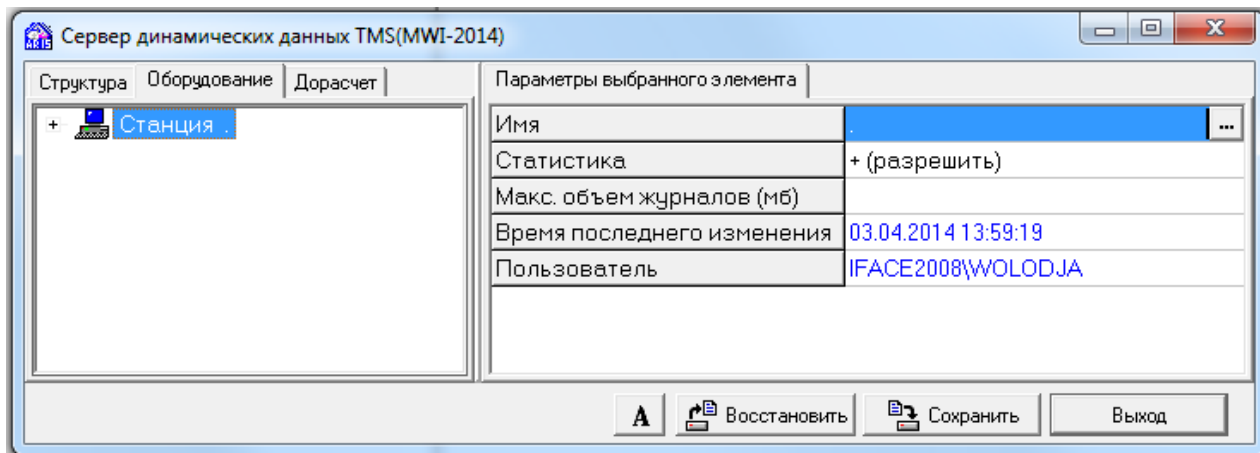 Сервер динамических данных TMS(MWI-2014)
Структура Оборудование Дорасчет
Параметры выбранного элемента
Станция .
Имя . ...
Статистика + (разрешить)
Макс. объем журналов (мб)
Время последнего изменения 03.04.2014 13:59:19
Пользователь IFACE2008\WOLODJA
A Восстановить Сохранить Выход